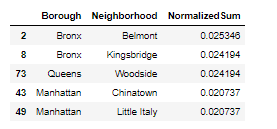 Borough Neighborhood NormalizedSum
2 Bronx Belmont 0.025346
8 Bronx Kingsbridge 0.024194
73 Queens Woodside 0.024194
43 Manhattan Chinatown 0.020737
49 Manhattan Little Italy 0.020737